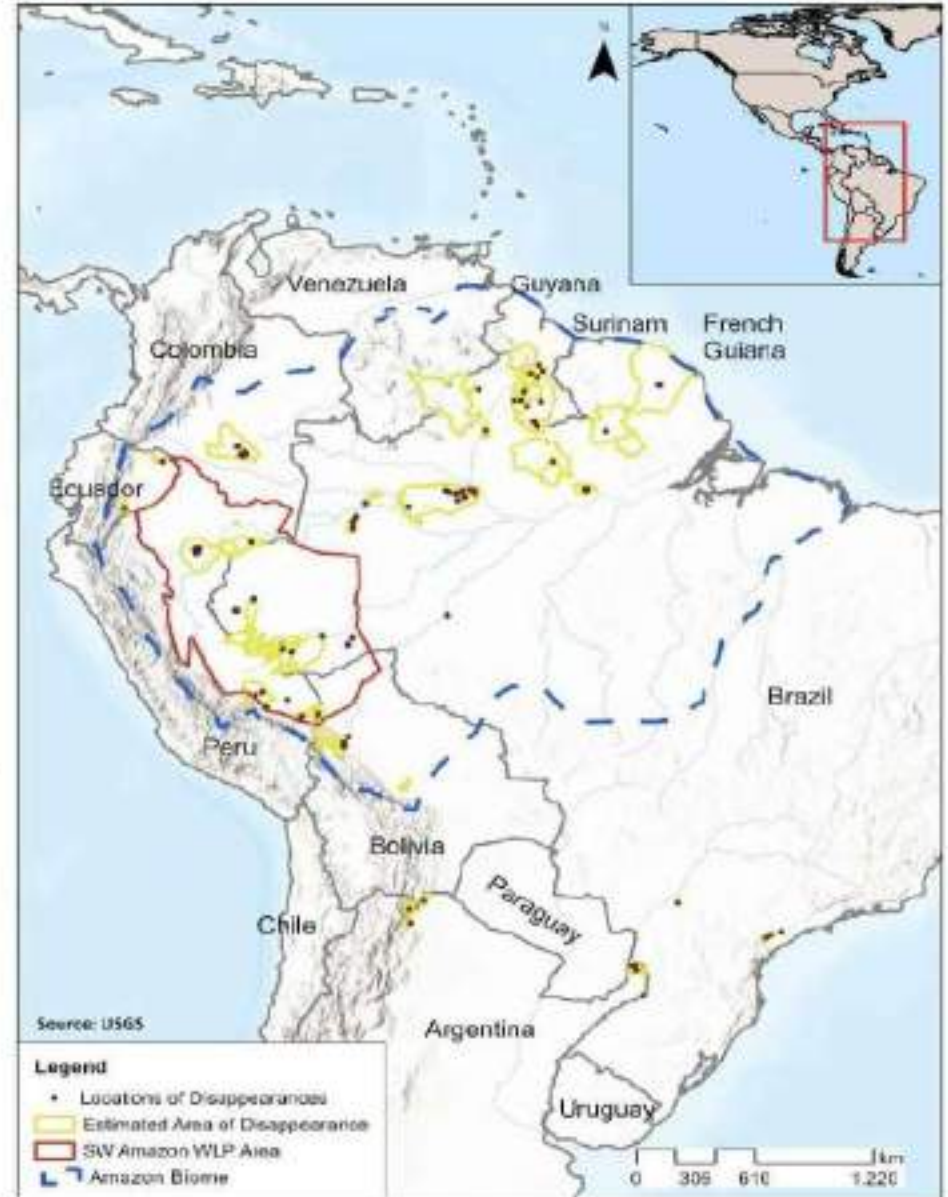 N
Venezuela
Guyana
Surinam
French
Guiana
Colombia
Ecuador
Brazil
Peru
Bolivia
Paraguay
Chile
Argentina
Uruguay
Source: USGS
Legend
Locations of Disappearances
Estimated Area of Disappearance
SW Amazon WLP Area
Amazon Biome
km
0 305 610 1.220